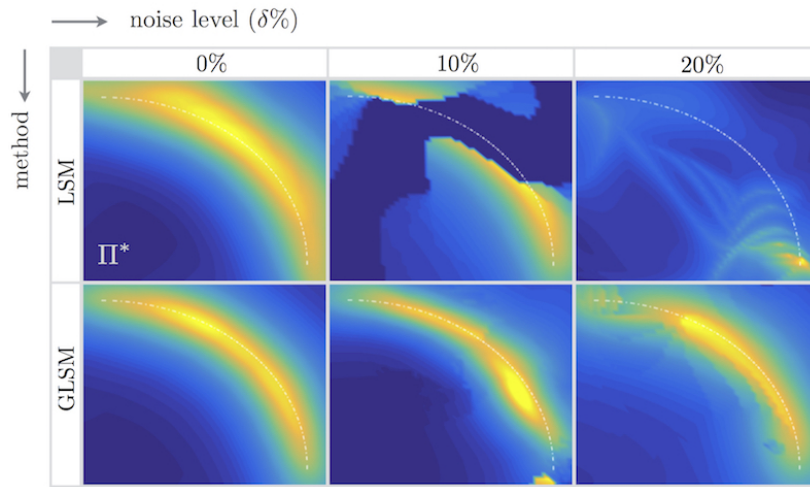 noise level (δ%)
method
0% 10% 20%
LSM
Π*
GLSM